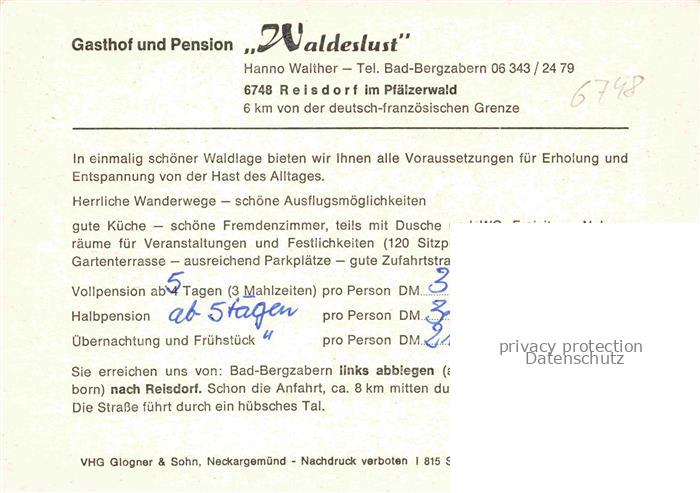 Gasthof und Pension „Waldeslust”
Hanno Walther – Tel. Bad-Bergzabern 06 343 / 24 79
6748 Reisdorf im Pfälzerwald
6748
6 km von der deutsch-französischen Grenze
In einmalig schöner Waldlage bieten wir Ihnen alle Voraussetzungen für Erholung und
Entspannung von der Hast des Alltages.
Herrliche Wanderwege – schöne Ausflugsmöglichkeiten
gute Küche – schöne Fremdenzimmer, teils mit Dusche
räume für Veranstaltungen und Festlichkeiten (120 Sitzp
Gartenterrasse – ausreichend Parkplätze – gute Zufahrtstra
Vollpension ab 5 Tagen (3 Mahlzeiten) pro Person DM 3
Halbpension ab 5 tagen pro Person DM 3
Übernachtung und Frühstück " pro Person DM 2
privacy protection
Datenschutz
Sie erreichen uns von: Bad-Bergzabern links abbiegen (
born) nach Reisdorf. Schon die Anfahrt, ca. 8 km mitten du
Die Straße führt durch ein hübsches Tal.
VHG Glogner & Sohn, Neckargemünd - Nachdruck verboten I 815 S